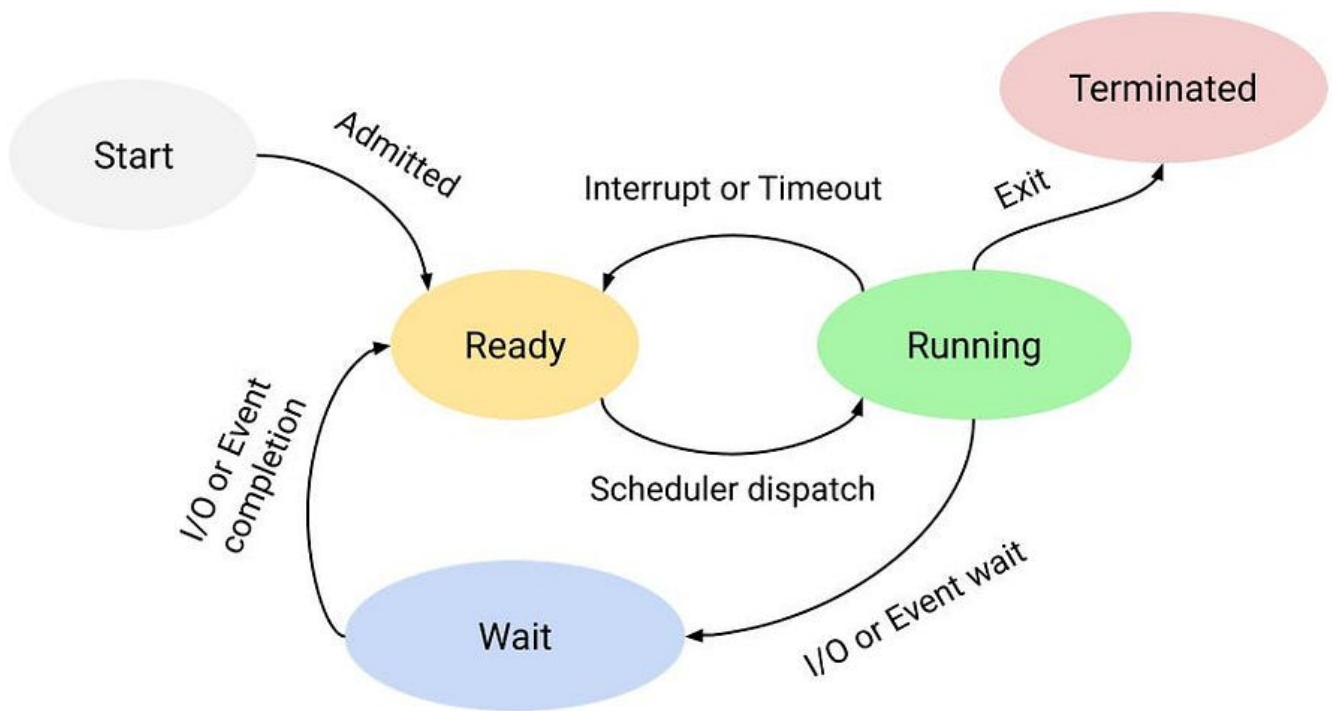 Terminated
Start
Admitted
Interrupt or Timeout
Exit
Ready
Running
I/O or Event
completion
Scheduler dispatch
Wait
I/O or Event wait